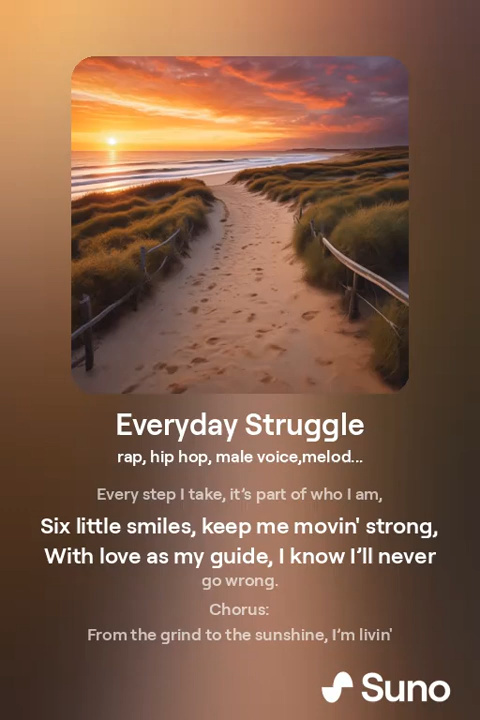 Everyday Struggle
rap, hip hop, male voice,melod...
Every step I take, it’s part of who I am,
Six little smiles, keep me movin' strong,
With love as my guide, I know I’ll never
go wrong.
Chorus:
From the grind to the sunshine, I’m livin'
Suno